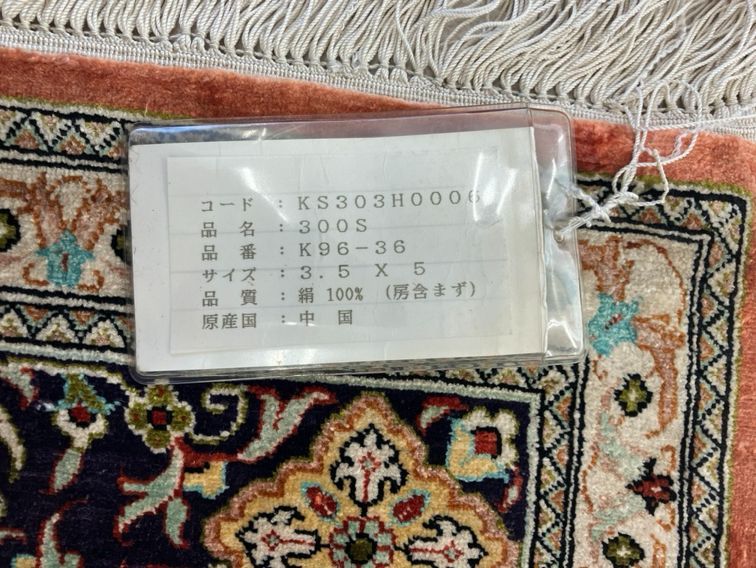 コード : KS303H0006
品 名 : 300S
品 番 : K96-36
サイズ : 3.5 X 5
品 質 : 絹 100% (房含まず)
原産国 : 中 国